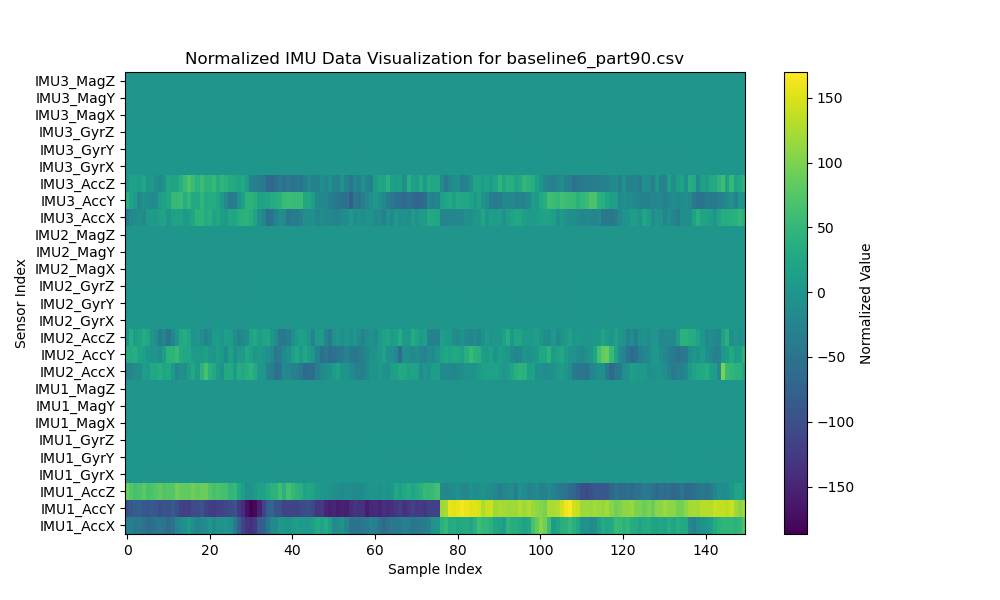 Normalized IMU Data Visualization for baseline6_part90.csv
IMU3_MagZ
IMU3_MagY
IMU3_MagX
IMU3_GyrZ
IMU3_GyrY
IMU3_GyrX
IMU3_AccZ
IMU3_AccY
IMU3_AccX
IMU2_MagZ
IMU2_MagY
IMU2_MagX
IMU2_GyrZ
IMU2_GyrY
IMU2_GyrX
IMU2_AccZ
IMU2_AccY
IMU2_AccX
IMU1_MagZ
IMU1_MagY
IMU1_MagX
IMU1_GyrZ
IMU1_GyrY
IMU1_GyrX
IMU1_AccZ
IMU1_AccY
IMU1_AccX
Sensor Index
0 20 40 60 80 100 120 140
Sample Index
150
100
50
0
−50
−100
−150
Normalized Value